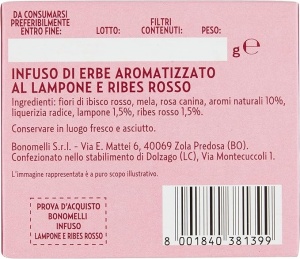 DA CONSUMARSI
PREFERIBILMENTE
ENTRO FINE:
LOTTO:
FILTRI
CONTENUTI:
PESO:
g ℮
INFUSO DI ERBE AROMATIZZATO
AL LAMPONE E RIBES ROSSO
Ingredienti: fiori di ibisco rosso, mela, rosa canina, aromi naturali 10%,
liquerizia radice, lampone 1,5%, ribes rosso 1,5%.
Conservare in luogo fresco e asciutto.
Bonomelli S.r.l. - Via E. Mattei 6, 40069 Zola Predosa (BO).
Confezionato nello stabilimento di Dolzago (LC), Via Montecuccoli 1.
L'immagine rappresentata è a puro scopo illustrativo.
PROVA D'ACQUISTO
BONOMELLI
INFUSO
LAMPONE E RIBES ROSSO
8 001840 381399